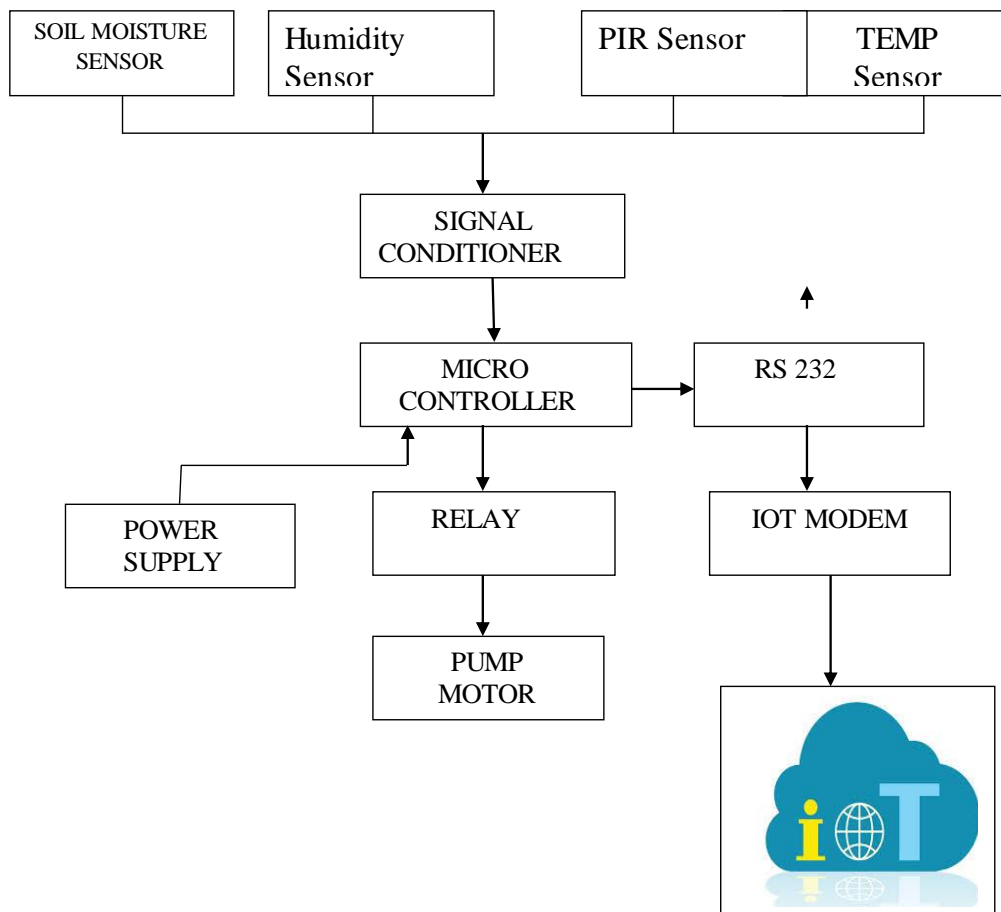 SOIL MOISTURE
SENSOR
Humidity
Sensor
PIR Sensor
TEMP
Sensor
SIGNAL
CONDITIONER
MICRO
CONTROLLER
RS 232
POWER
SUPPLY
RELAY
IOT MODEM
PUMP
MOTOR
iOT